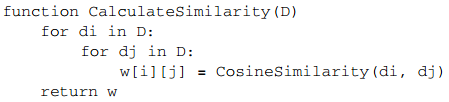 function CalculateSimilarity(D)
    for di in D:
        for dj in D:
            w[i][j] = CosineSimilarity(di, dj)
    return w